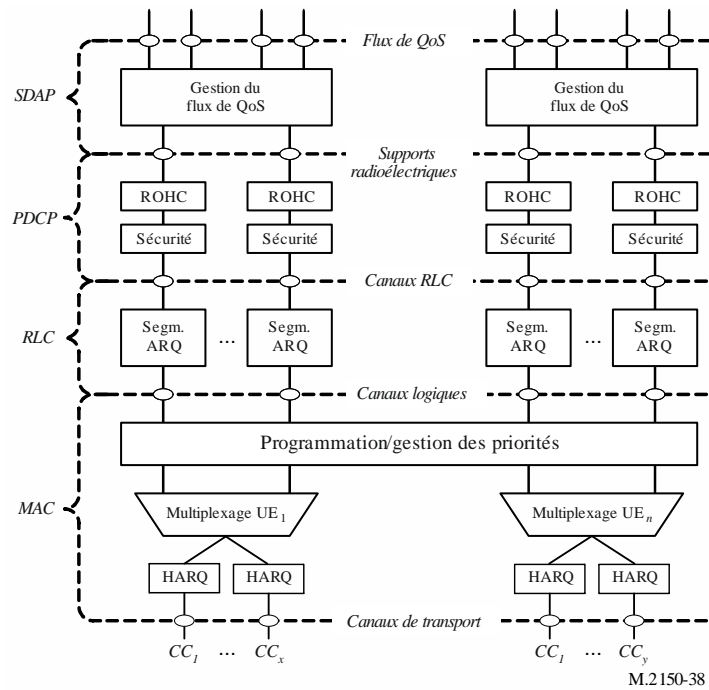 Flux de QoS
SDAP
Gestion du
flux de QoS
Gestion du
flux de QoS
Supports
radioélectriques
PDCP
ROHC
ROHC
ROHC
ROHC
Sécurité
Sécurité
Sécurité
Sécurité
Canaux RLC
RLC
Segm.
ARQ
...
Segm.
ARQ
Segm.
ARQ
...
Segm.
ARQ
Canaux logiques
Programmation/gestion des priorités
MAC
Multiplexage UE1
Multiplexage UEn
HARQ
HARQ
HARQ
HARQ
Canaux de transport
CC1 ... CCx
CC1 ... CCy
M.2150-38